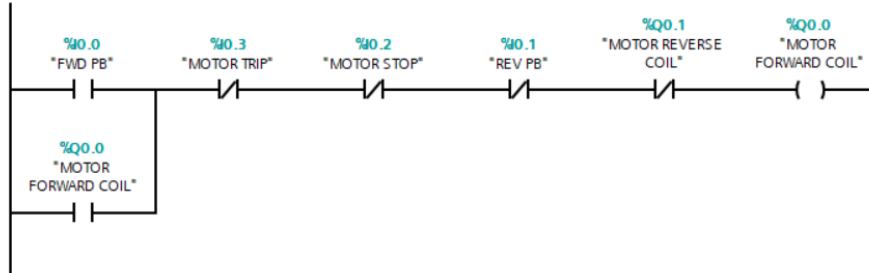 %I0.0
"FWD PB"
%I0.3
"MOTOR TRIP"
%I0.2
"MOTOR STOP"
%I0.1
"REV PB"
%Q0.1
"MOTOR REVERSE
COIL"
%Q0.0
"MOTOR
FORWARD COIL"
%Q0.0
"MOTOR
FORWARD COIL"